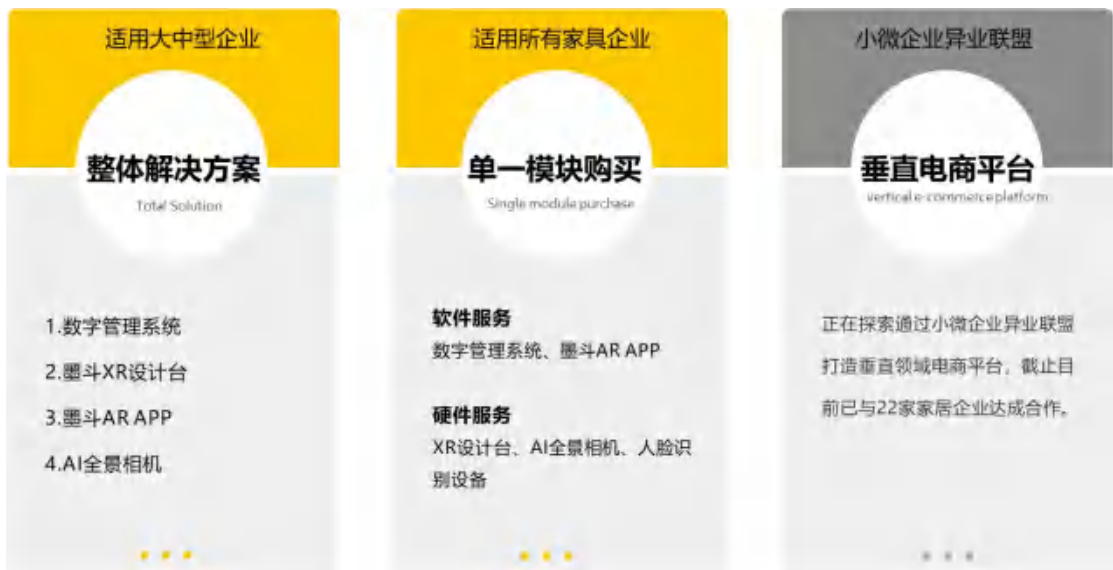 适用大中型企业
整体解决方案
Total Solution
1.数字管理系统
2.墨斗XR设计台
3.墨斗AR APP
4.AI全景相机
适用所有家具企业
单一模块购买
Single module purchase
软件服务
数字管理系统、墨斗AR APP
硬件服务
XR设计台、AI全景相机、人脸识
别设备
小微企业异业联盟
垂直电商平台
vertical e-commerce platform
正在探索通过小微企业异业联盟
打造垂直领域电商平台，截止目
前已与22家家居企业达成合作。